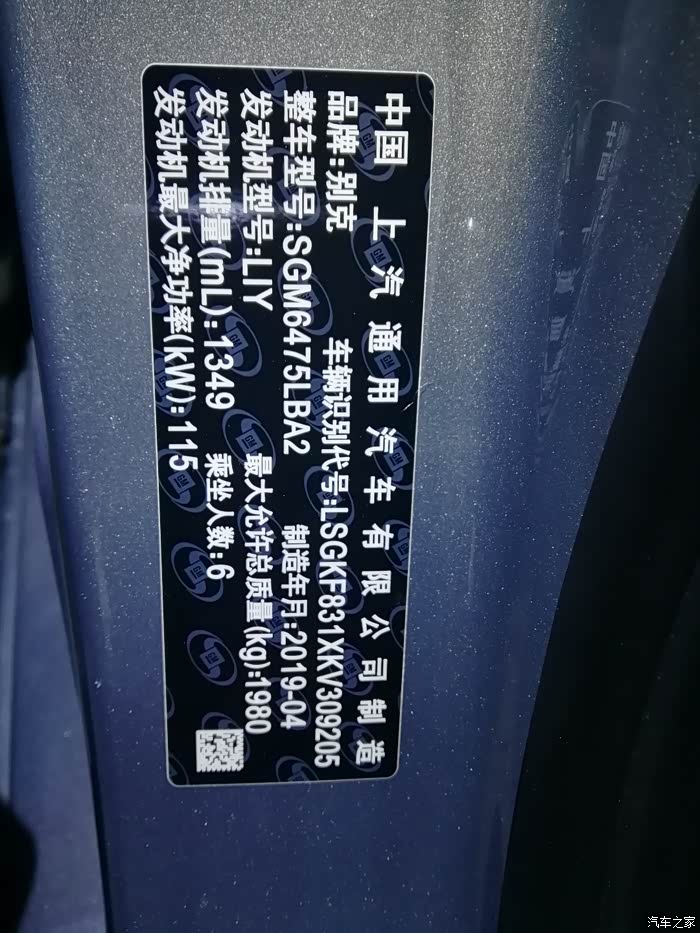 中国 上汽通用汽车有限公司制造
品牌:别克 车辆识别代号:LSGKF831XKV309205
整车型号:SGM6475LBA2 制造年月:2019-04
发动机型号:LIY 最大允许总质量(kg):1980
发动机排量(mL):1349 乘坐人数:6
发动机最大净功率(kW):115
汽车之家